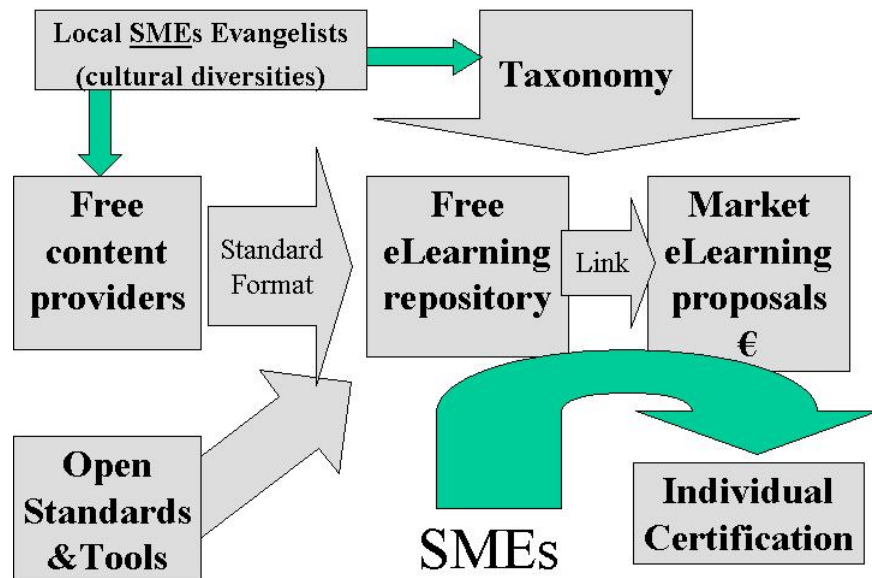 Local SMEs Evangelists
(cultural diversities)
Taxonomy
Free
content
providers
Standard
Format
Free
eLearning
repository
Link
Market
eLearning
proposals
€
Open
Standards
&Tools
SMEs
Individual
Certification